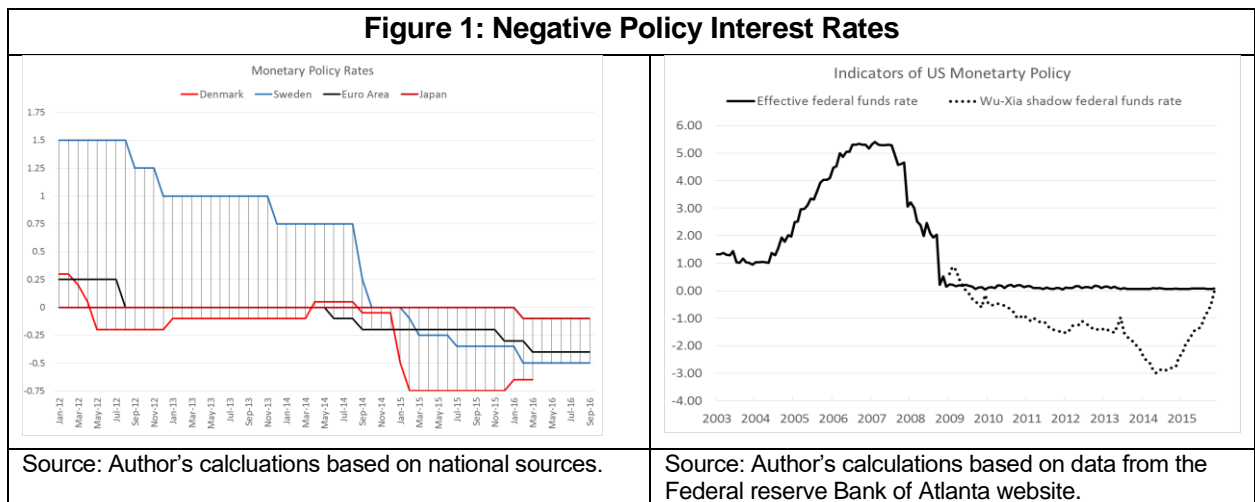 Figure 1: Negative Policy Interest Rates
Monetary Policy Rates
Denmark Sweden Euro Area Japan
1.75
1.5
1.25
1
0.75
0.5
0.25
0
-0.25
-0.5
-0.75
Jan-12 Mar-12 May-12 Jul-12 Sep-12 Nov-12 Jan-13 Mar-13 May-13 Jul-13 Sep-13 Nov-13 Jan-14 Mar-14 May-14 Jul-14 Sep-14 Nov-14 Jan-15 Mar-15 May-15 Jul-15 Sep-15 Nov-15 Jan-16 Mar-16 May-16 Jul-16 Sep-16
Indicators of US Monetarty Policy
Effective federal funds rate Wu-Xia shadow federal funds rate
6.00
5.00
4.00
3.00
2.00
1.00
0.00
-1.00
-2.00
-3.00
-4.00
2003 2004 2005 2006 2007 2008 2009 2010 2011 2012 2013 2014 2015
Source: Author's calcluations based on national sources.
Source: Author's calculations based on data from the
Federal reserve Bank of Atlanta website.